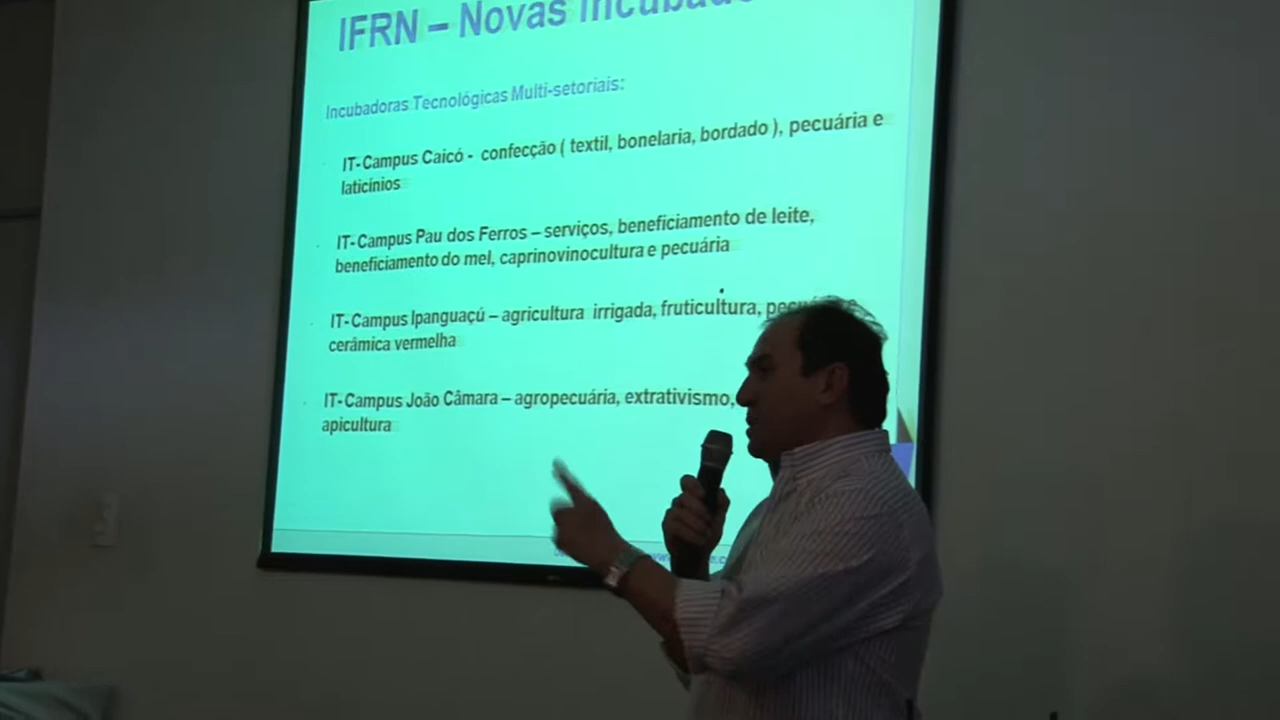 IFRN – Novas
Incubadoras Tecnológicas Multi-setoriais:
IT-Campus Caicó - confecção ( textil, bonelaria, bordado ), pecuária e
laticínios
IT-Campus Pau dos Ferros – serviços, beneficiamento de leite,
beneficiamento do mel, caprinovinocultura e pecuária
IT-Campus Ipanguaçú – agricultura irrigada, fruticultura,
cerâmica vermelha
IT-Campus João Câmara – agropecuária, extrativismo,
apicultura